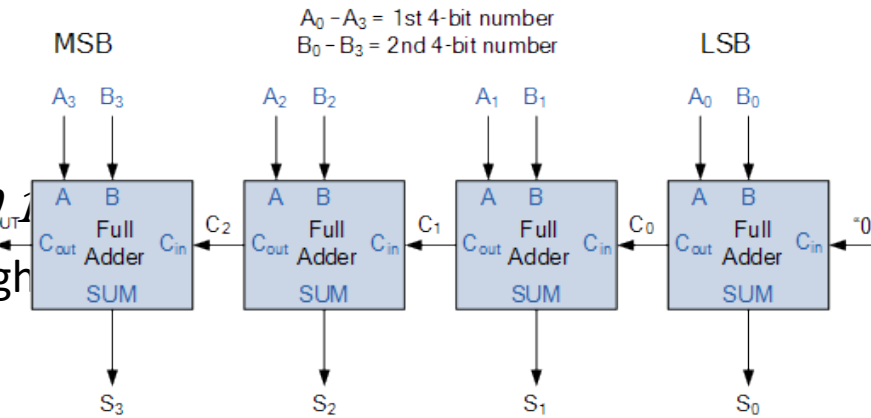 A₀ – A₃ = 1st 4-bit number
MSB B₀ – B₃ = 2nd 4-bit number LSB
A₃ B₃ A₂ B₂ A₁ B₁ A₀ B₀
A B A B A B A B
Full C₂ Full C₁ Full C₀ Full "0
Cout Adder Cin Cout Adder Cin Cout Adder Cin Cout Adder Cin
SUM SUM SUM SUM
S₃ S₂ S₁ S₀